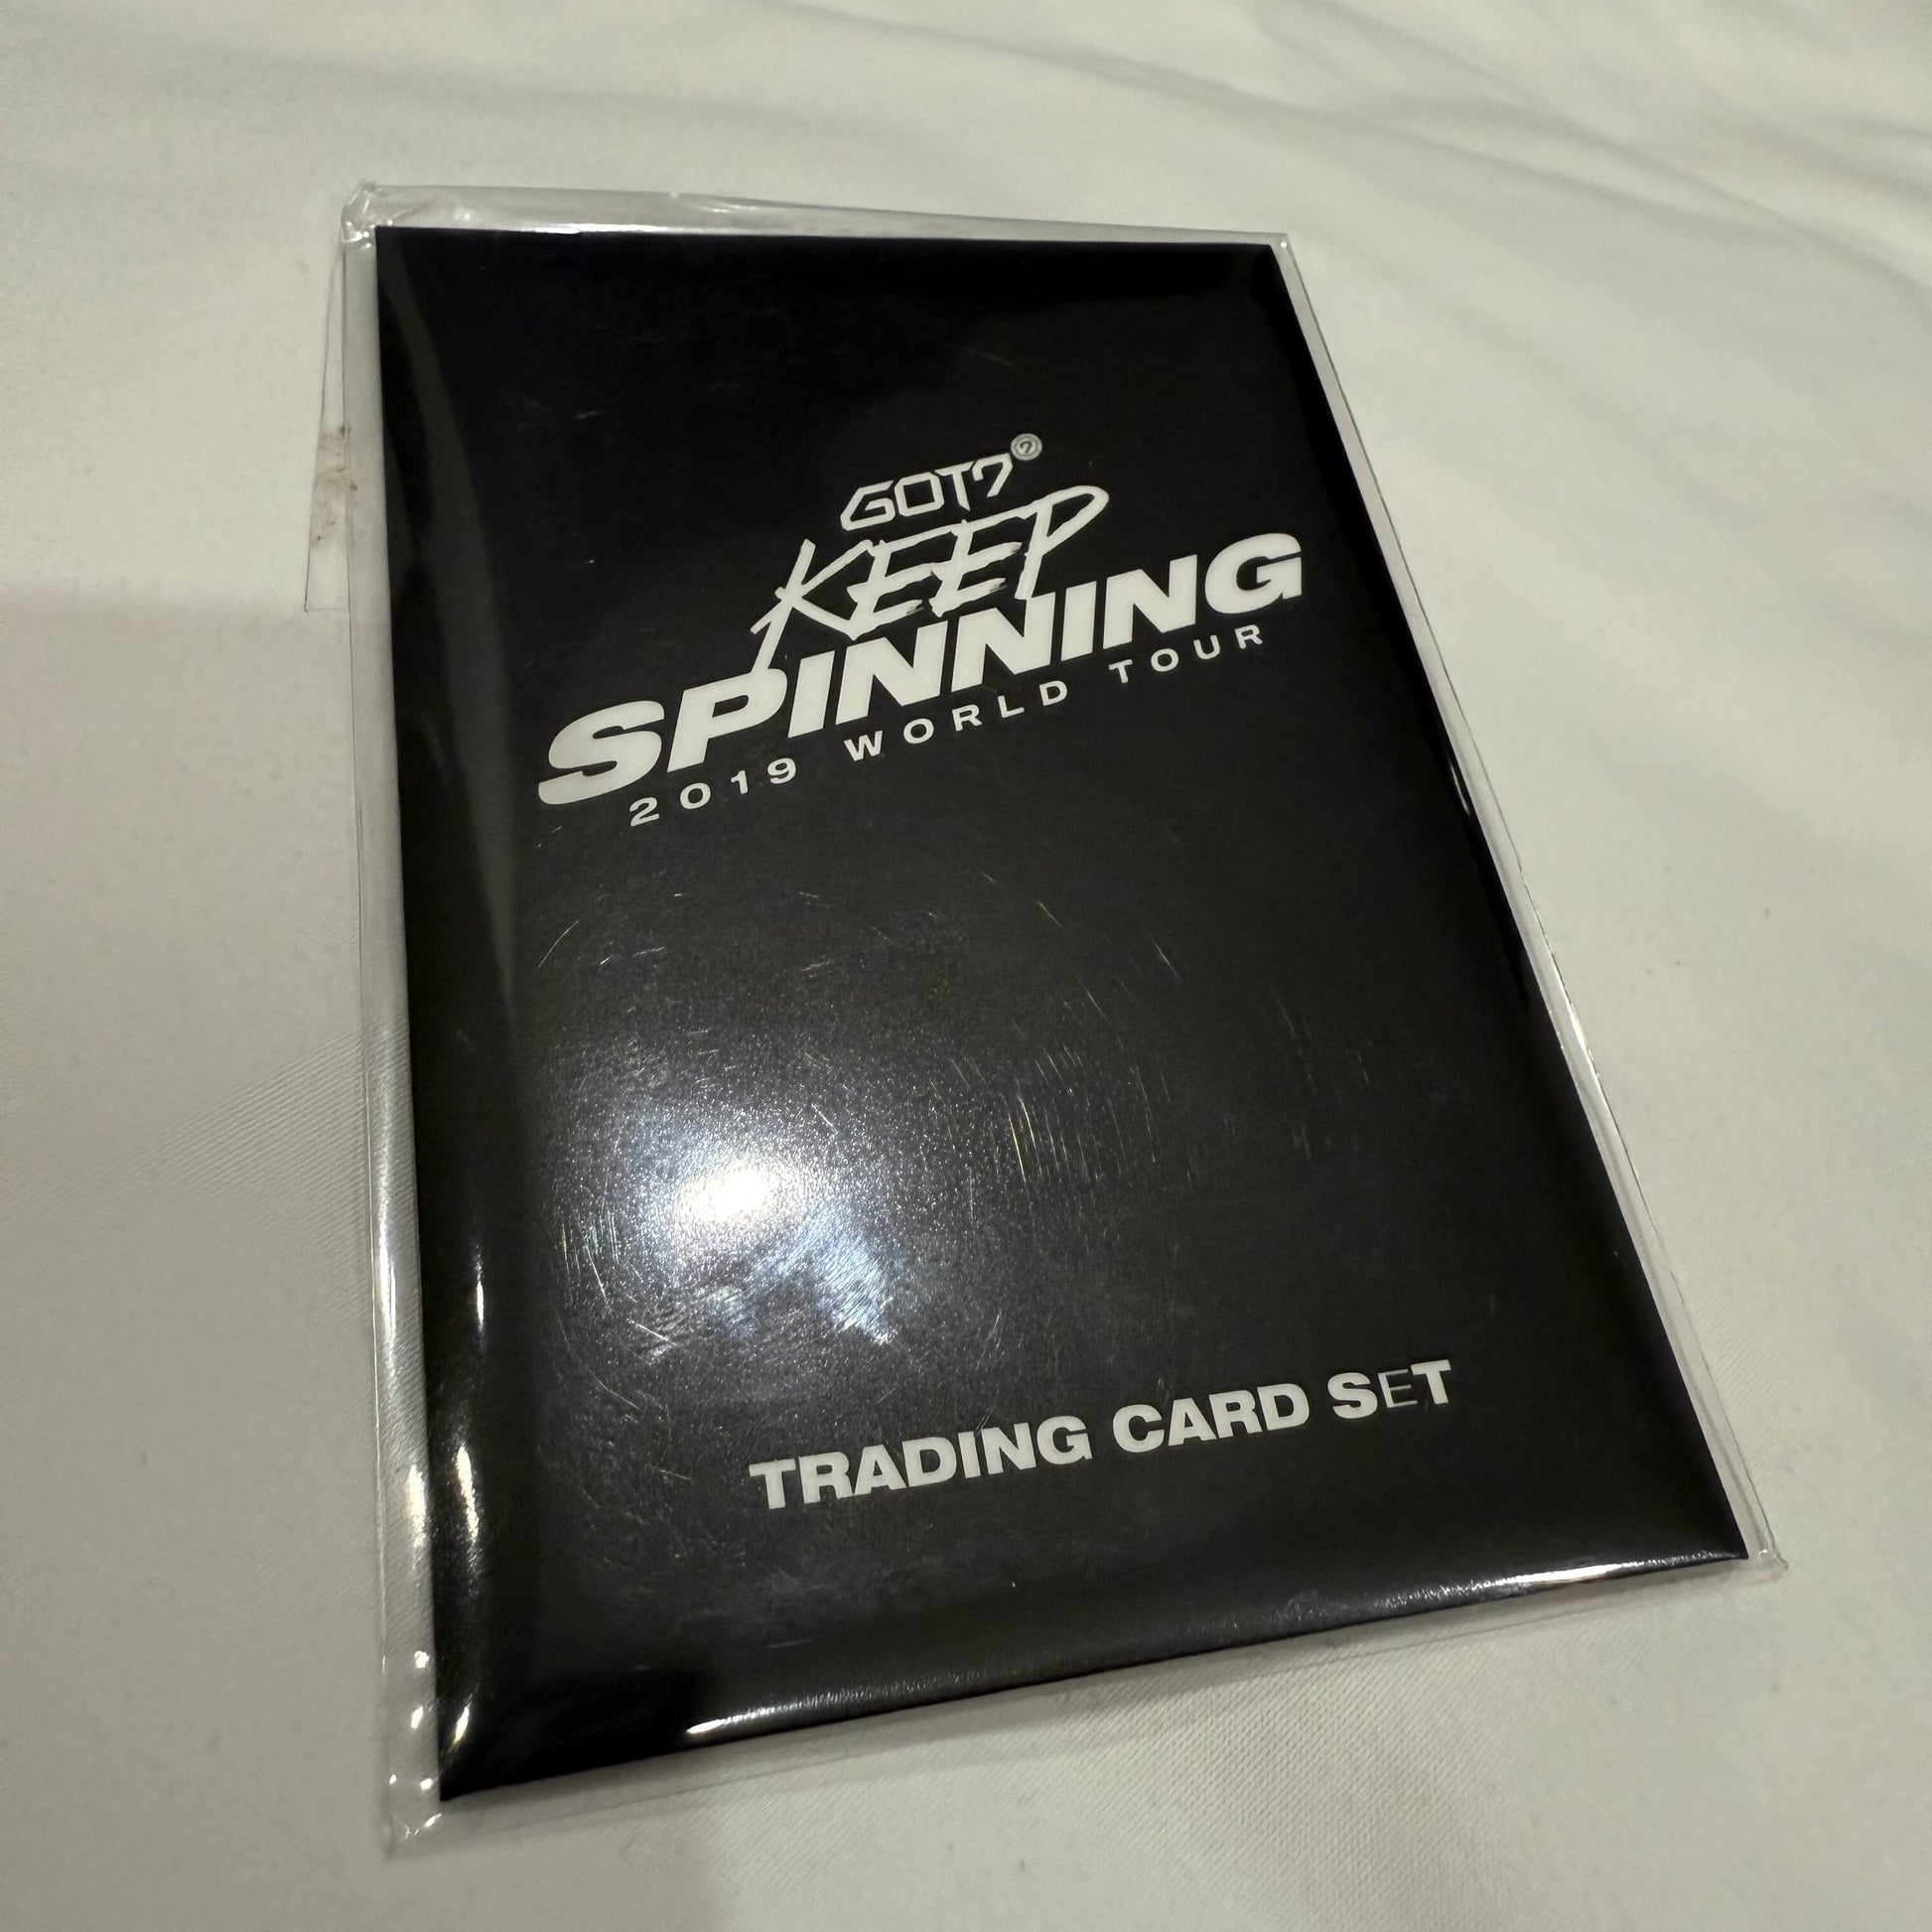 GOT7
KEEP
SPINNING
2019 WORLD TOUR
TRADING CARD SET